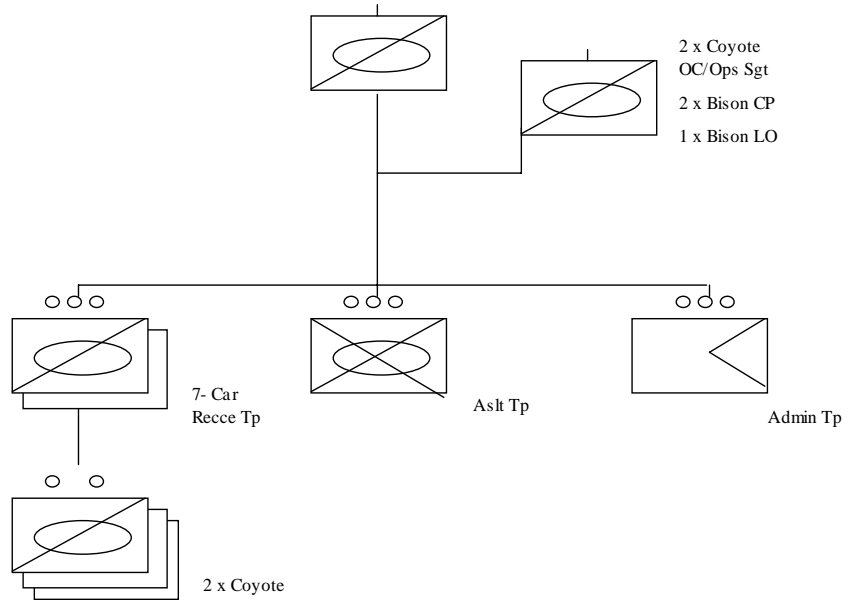 2 x Coyote
OC/Ops Sgt
2 x Bison CP
1 x Bison LO
7- Car
Recce Tp
Aslt Tp
Admin Tp
2 x Coyote